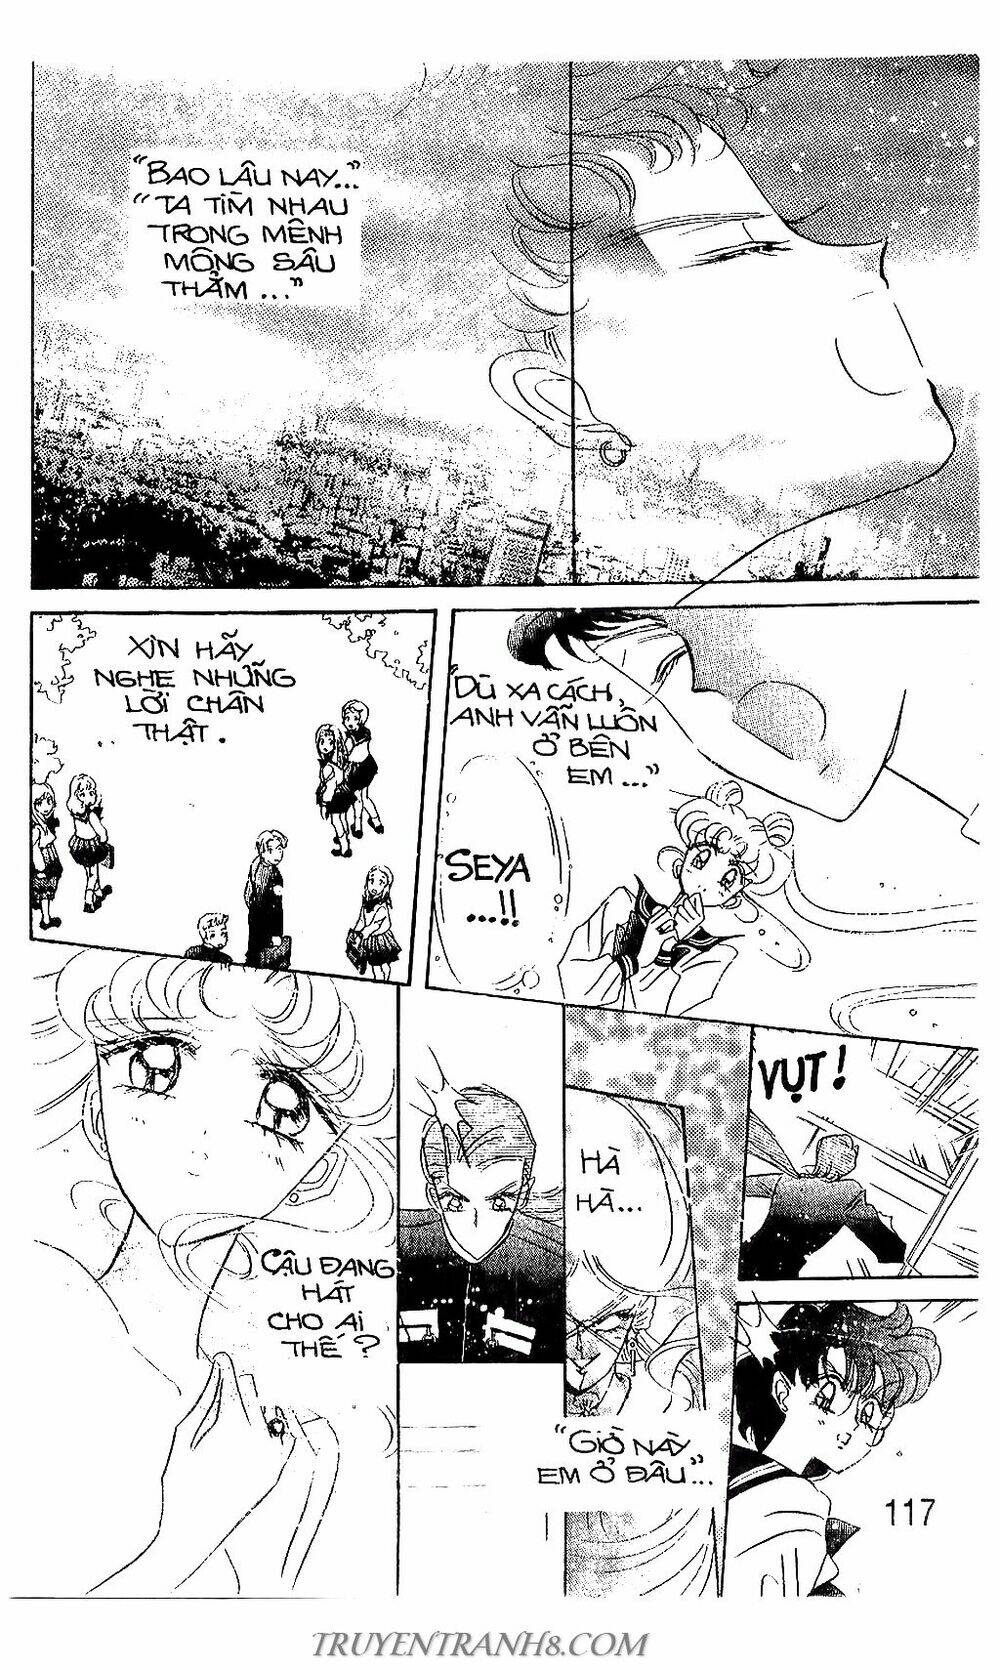 "BAO LÂU NAY..."
"TA TÌM NHAU
TRONG MÊNH
MÔNG SÂU
THẲM ..."
XIN HÃY
NGHE NHỮNG
LỜI CHÂN
THẬT.
"DÙ XA CÁCH,
ANH VẪN LUÔN
Ở BÊN
EM ..."
SEYA
...!!
VỤT!
HÀ
HÀ...
CẬU ĐANG
HÁT
CHO AI
THẾ?
"GIỜ NÀY
EM Ở ĐÂU"...
117
TRUYENTRANH8.COM